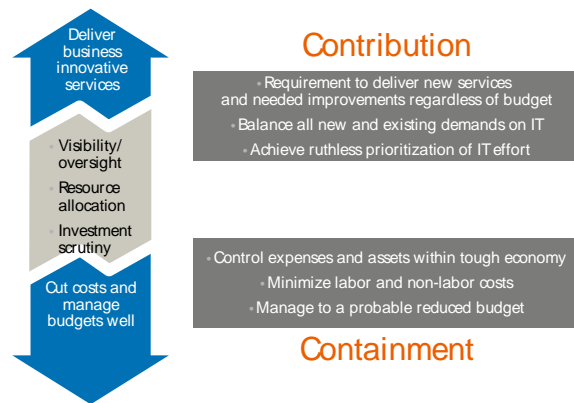 Deliver
business
innovative
services
• Visibility/
oversight
• Resource
allocation
• Investment
scrutiny
Cut costs and
manage
budgets well
Contribution
• Requirement to deliver new services
and needed improvements regardless of budget
• Balance all new and existing demands on IT
• Achieve ruthless prioritization of IT effort
• Control expenses and assets within tough economy
• Minimize labor and non-labor costs
• Manage to a probable reduced budget
Containment